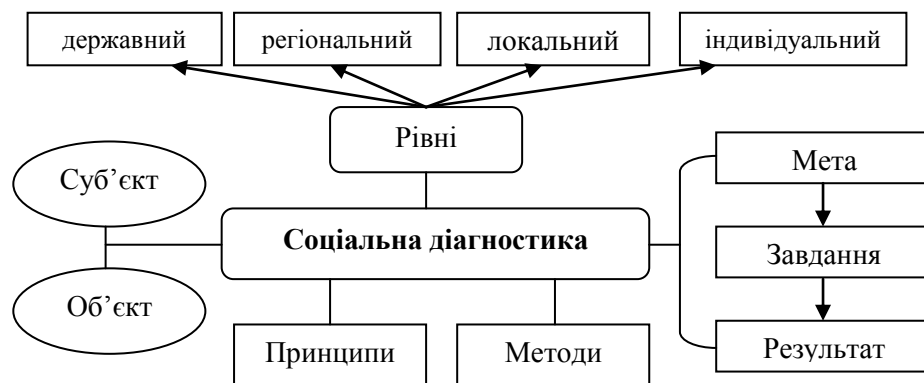 державний
регіональний
локальний
індивідуальний
Рівні
Суб’єкт
Мета
Соціальна діагностика
Завдання
Об’єкт
Принципи
Методи
Результат